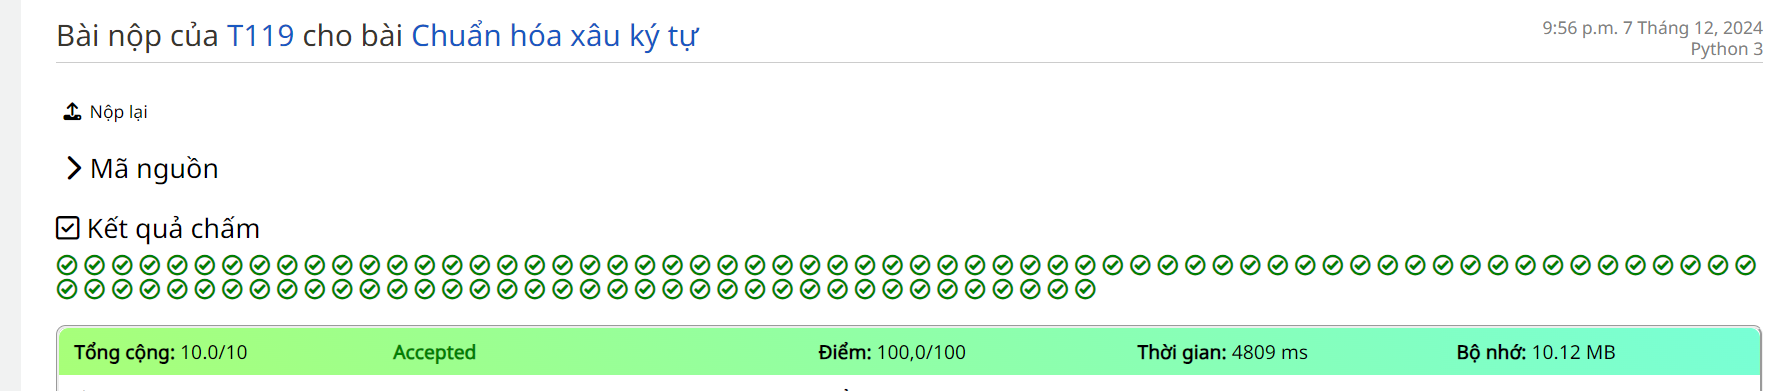 Bài nộp của T119 cho bài Chuẩn hóa xâu ký tự
9:56 p.m. 7 Tháng 12, 2024
Python 3
Nộp lại
Mã nguồn
Kết quả chấm
Tổng cộng: 10.0/10 Accepted Điểm: 100,0/100 Thời gian: 4809 ms Bộ nhớ: 10.12 MB